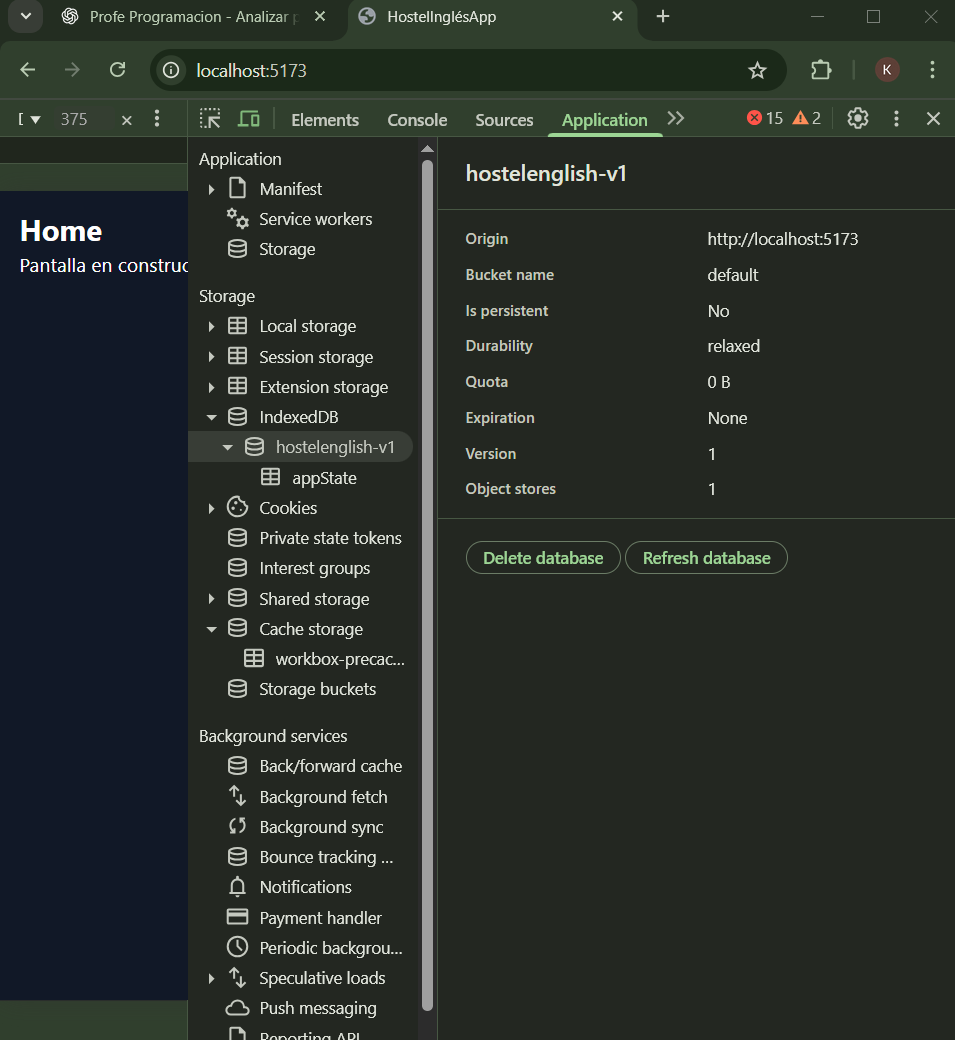 Profe Programacion - Analizar p
HostelInglésApp
localhost:5173
K
375
Elements
Console
Sources
Application
15
2
Home
Pantalla en construc
Application
Manifest
Service workers
Storage
Storage
Local storage
Session storage
Extension storage
IndexedDB
hostelenglish-v1
appState
Cookies
Private state tokens
Interest groups
Shared storage
Cache storage
workbox-precac...
Storage buckets
Background services
Back/forward cache
Background fetch
Background sync
Bounce tracking ...
Notifications
Payment handler
Periodic backgrou...
Speculative loads
Push messaging
Reporting API
hostelenglish-v1
Origin http://localhost:5173
Bucket name default
Is persistent No
Durability relaxed
Quota 0 B
Expiration None
Version 1
Object stores 1
Delete database Refresh database